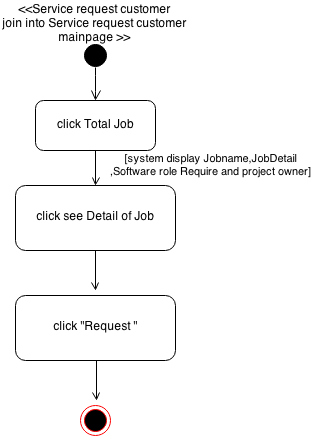 <<Service request customer
join into Service request customer
mainpage >>
click Total Job
[system display Jobname,JobDetail
,Software role Require and project owner]
click see Detail of Job
click "Request "